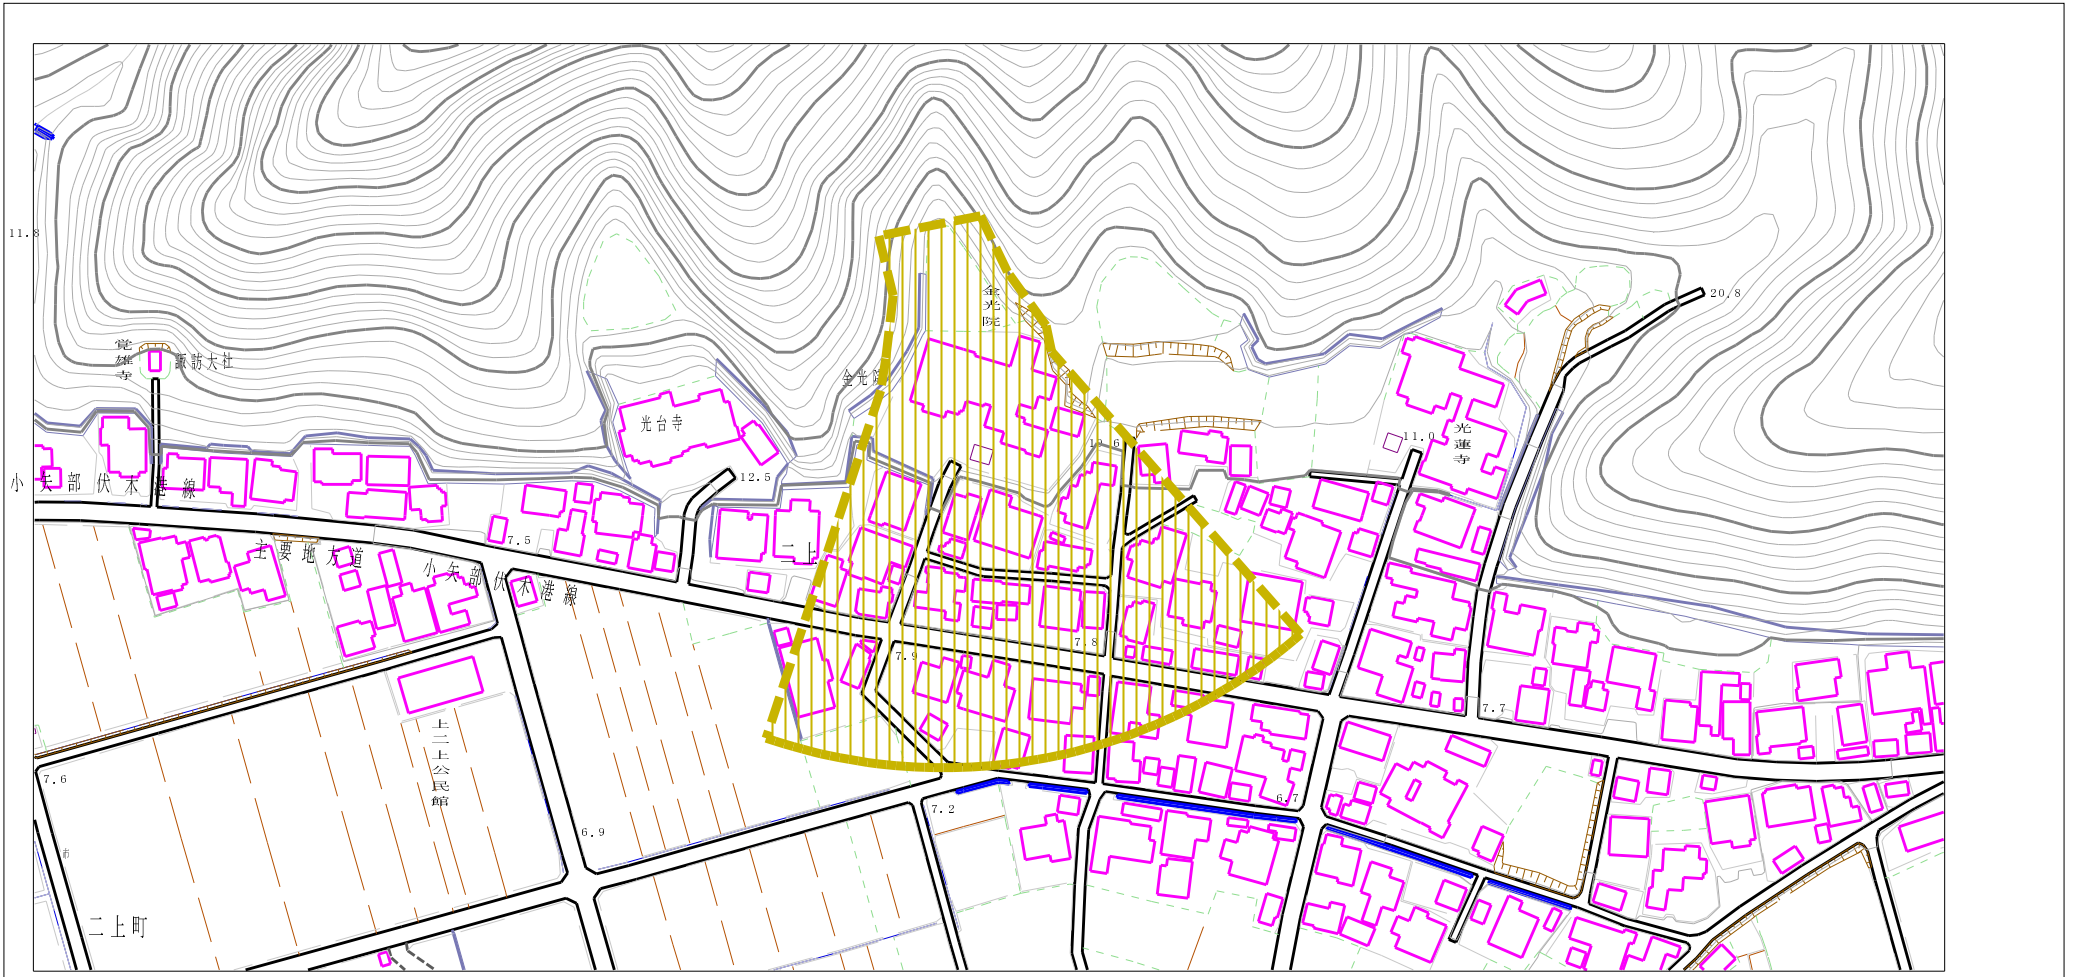 11.8
20.8
金光院
覚雄寺
諏訪大社
金光院
光台寺
光蓮寺
11.0
12.5
小矢部伏木港線
7.5
主要地方道
小矢部伏木港線
二上
7.8
7.9
7.7
上二上公民館
7.6
6.9
7.2
6.7
二上町